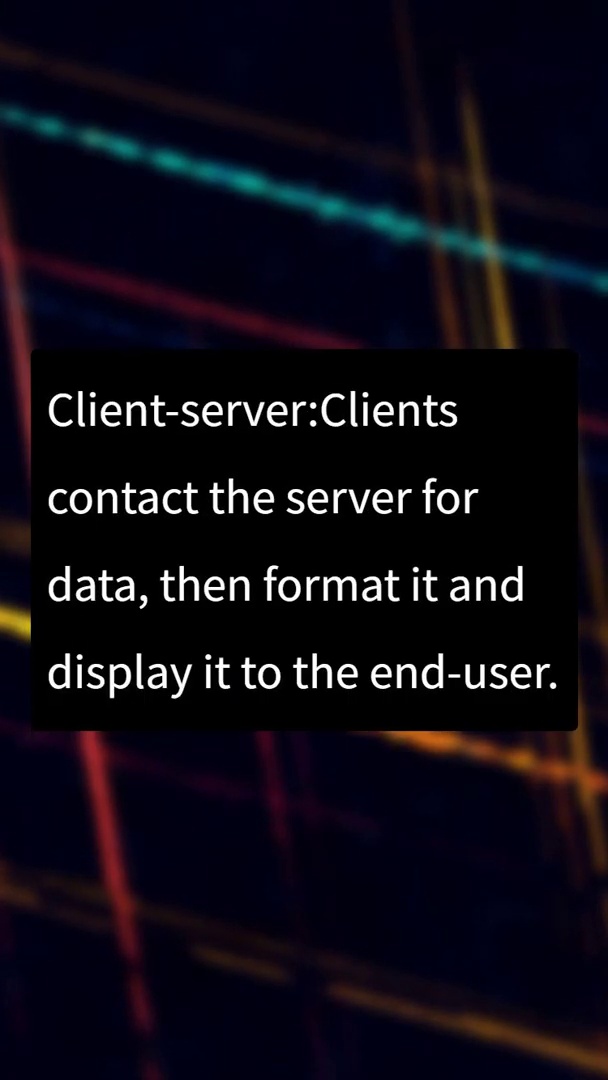 Client-server:Clients
contact the server for
data, then format it and
display it to the end-user.